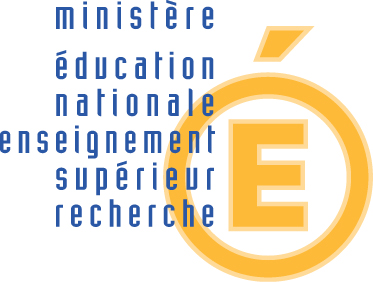 ministère
éducation
nationale
enseignement
supérieur
recherche
É